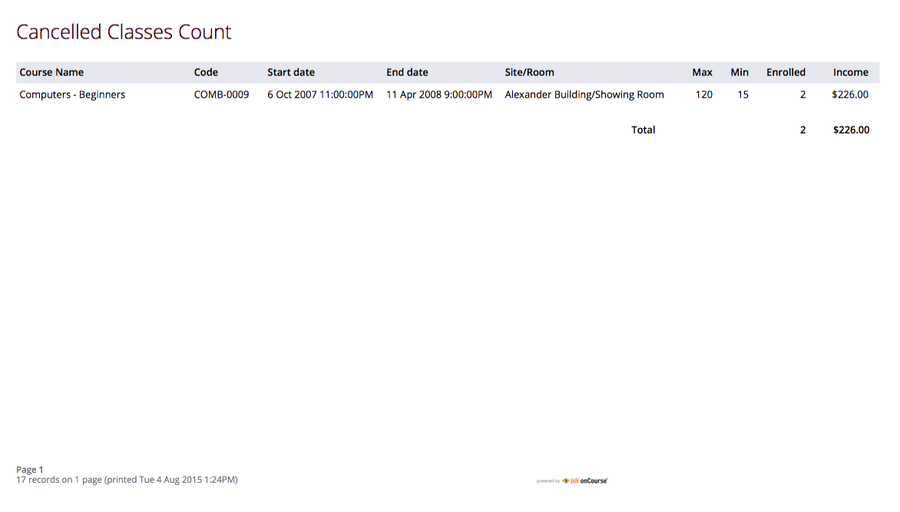 Cancelled Classes Count
Course Name Code Start date End date Site/Room Max Min Enrolled Income
Computers - Beginners COMB-0009 6 Oct 2007 11:00:00PM 11 Apr 2008 9:00:00PM Alexander Building/Showing Room 120 15 2 $226.00
Total 2 $226.00
Page 1
17 records on 1 page (printed Tue 4 Aug 2015 1:24PM)
powered by ish onCourse